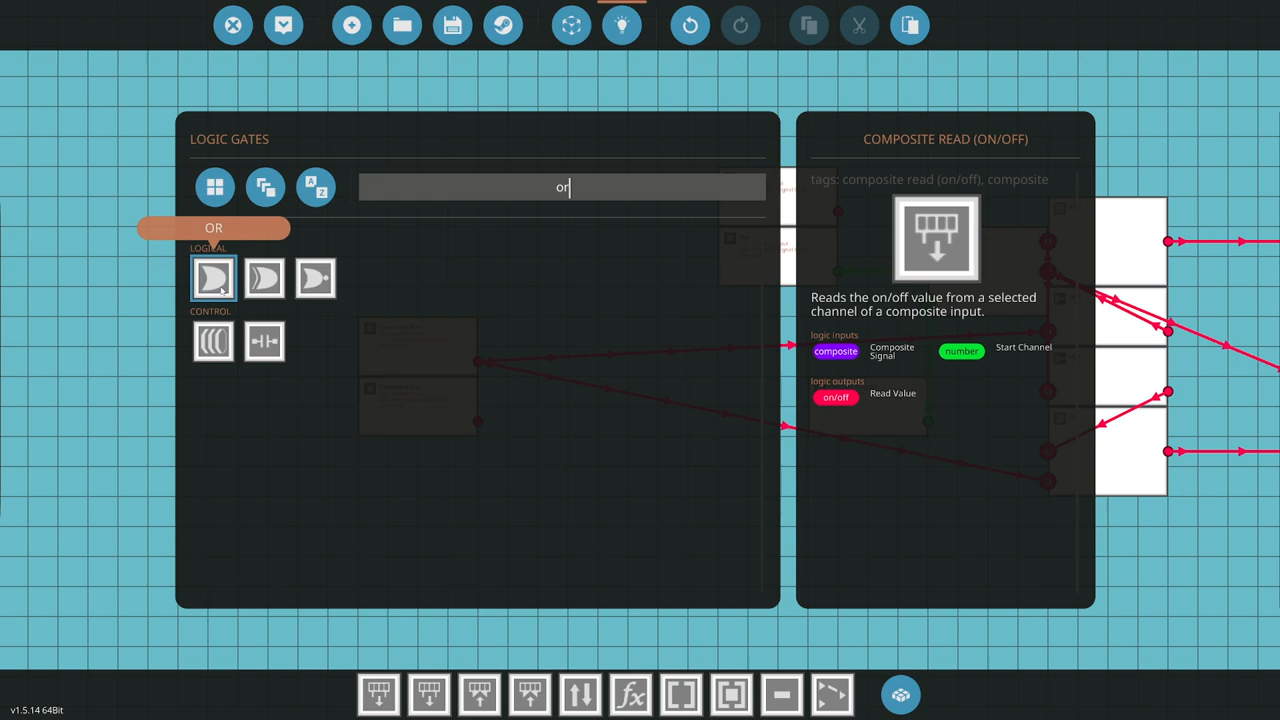 LOGIC GATES
or
OR
LOGICAL
CONTROL
COMPOSITE READ (ON/OFF)
tags: composite read (on/off), composite
Reads the on/off value from a selected
channel of a composite input.
logic inputs
composite
Composite
Signal
number
Start Channel
logic outputs
on/off
Read Value
fx
v1.5.14 64Bit